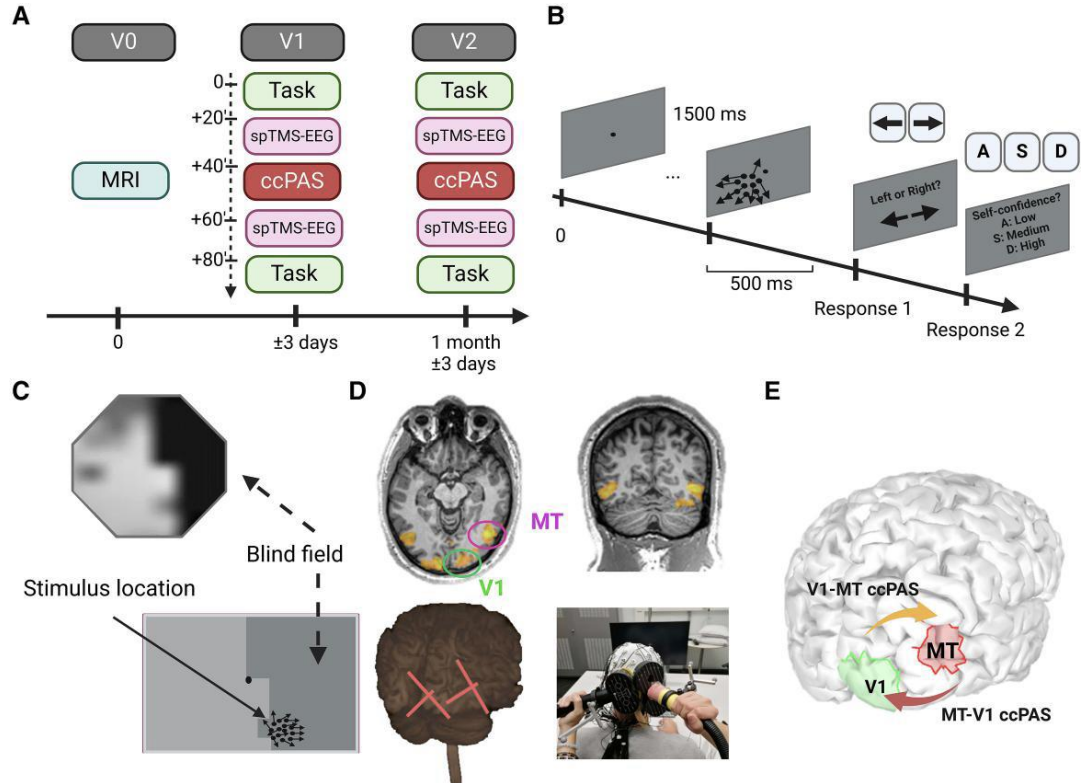 A
V0
V1
V2
0
Task
Task
+20'
spTMS-EEG
spTMS-EEG
+40'
MRI
ccPAS
ccPAS
+60'
spTMS-EEG
spTMS-EEG
+80'
Task
Task
0
±3 days
1 month
±3 days
B
1500 ms
...
A
S
D
Left or Right?
Self-confidence?
A: Low
S: Medium
D: High
0
500 ms
Response 1
Response 2
C
Blind field
Stimulus location
D
MT
V1
E
V1-MT ccPAS
MT
V1
MT-V1 ccPAS